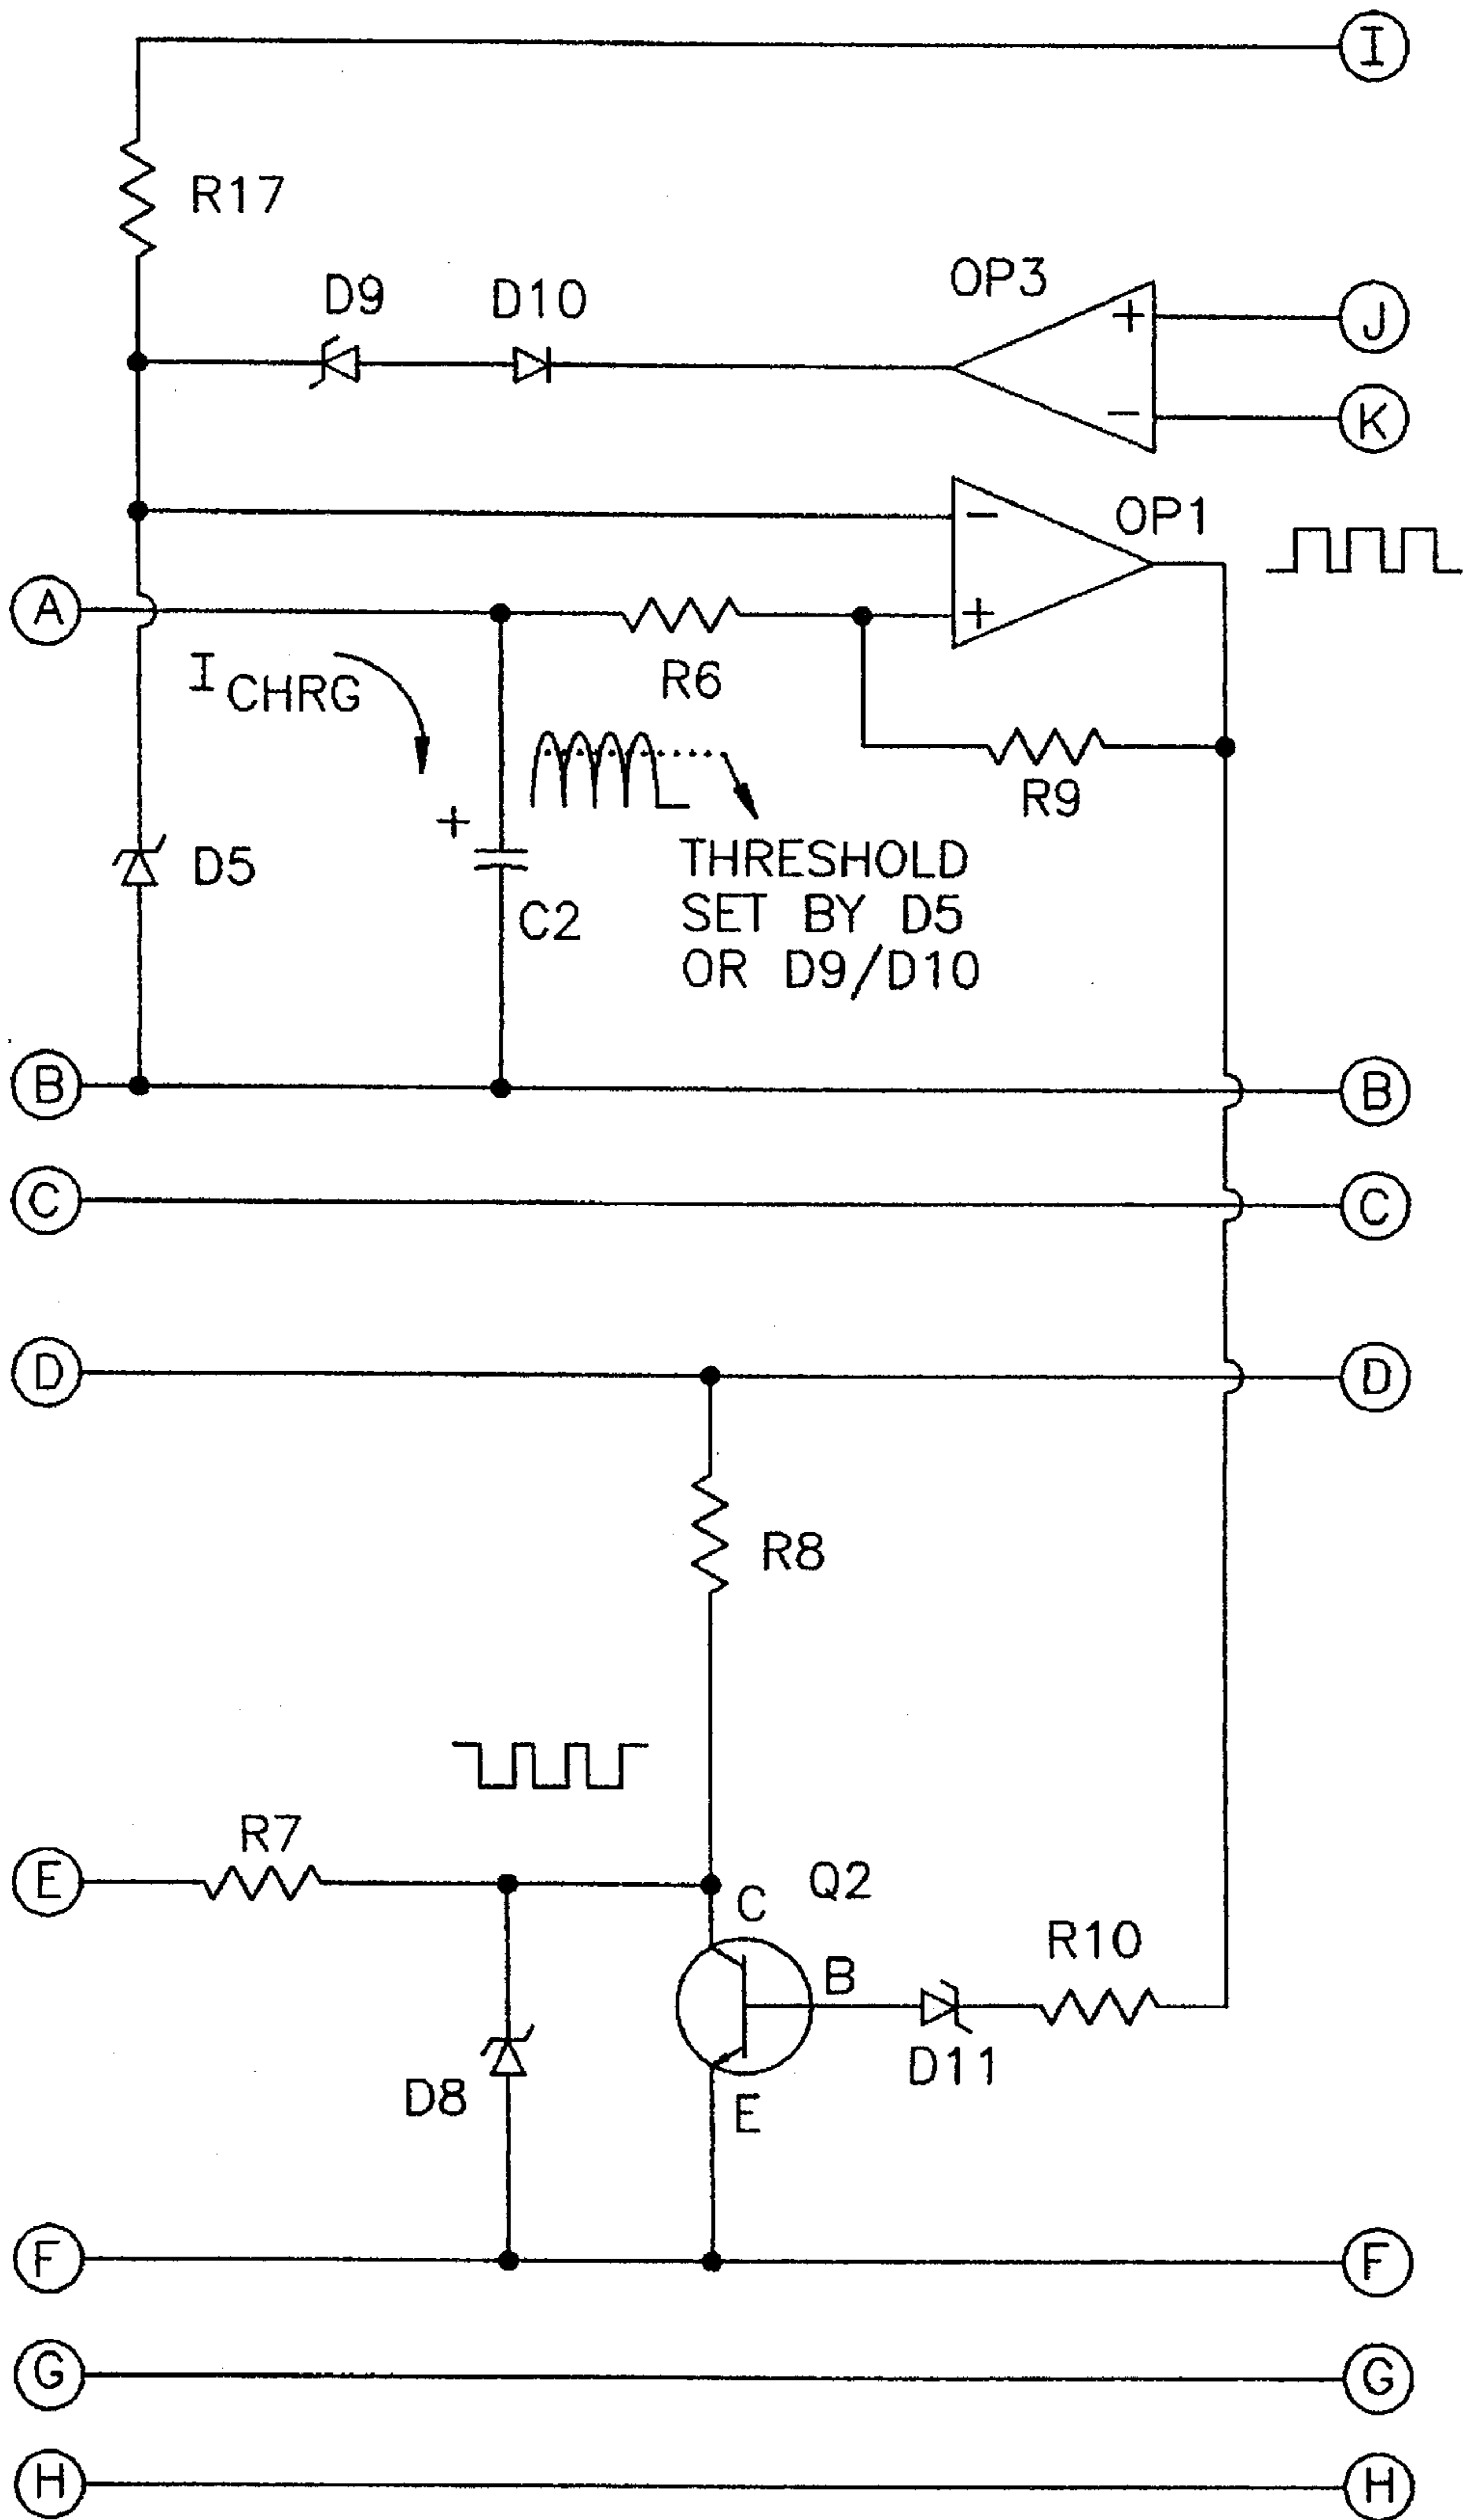 I
R17
D9 D10 OP3
J
K
OP1
-
+
A
I CHRG
R6
R9
+
D5
C2
THRESHOLD
SET BY D5
OR D9/D10
B B
C C
D D
R8
R7
E
C Q2
B
R10
D11
D8
E
F F
G G
H H